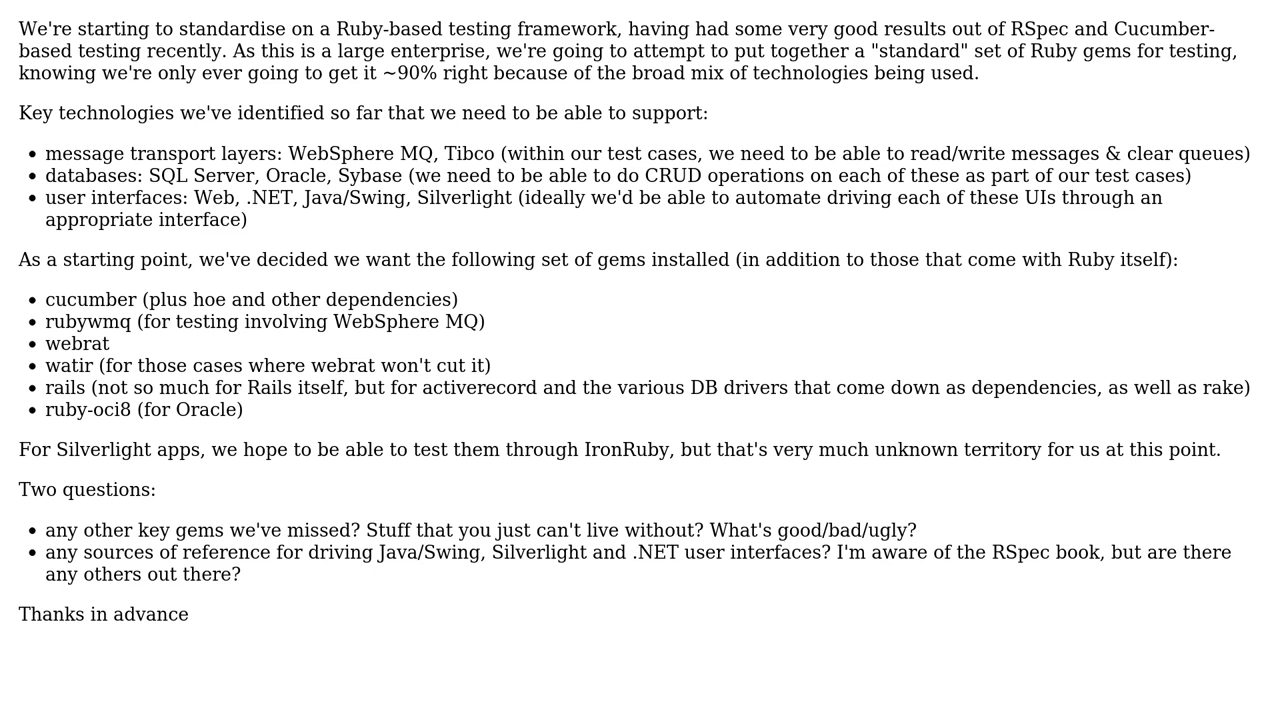 We're starting to standardise on a Ruby-based testing framework, having had some very good results out of RSpec and Cucumber-
based testing recently. As this is a large enterprise, we're going to attempt to put together a "standard" set of Ruby gems for testing,
knowing we're only ever going to get it ~90% right because of the broad mix of technologies being used.
Key technologies we've identified so far that we need to be able to support:
• message transport layers: WebSphere MQ, Tibco (within our test cases, we need to be able to read/write messages & clear queues)
• databases: SQL Server, Oracle, Sybase (we need to be able to do CRUD operations on each of these as part of our test cases)
• user interfaces: Web, .NET, Java/Swing, Silverlight (ideally we'd be able to automate driving each of these UIs through an
appropriate interface)
As a starting point, we've decided we want the following set of gems installed (in addition to those that come with Ruby itself):
• cucumber (plus hoe and other dependencies)
• rubywmq (for testing involving WebSphere MQ)
• webrat
• watir (for those cases where webrat won't cut it)
• rails (not so much for Rails itself, but for activerecord and the various DB drivers that come down as dependencies, as well as rake)
• ruby-oci8 (for Oracle)
For Silverlight apps, we hope to be able to test them through IronRuby, but that's very much unknown territory for us at this point.
Two questions:
• any other key gems we've missed? Stuff that you just can't live without? What's good/bad/ugly?
• any sources of reference for driving Java/Swing, Silverlight and .NET user interfaces? I'm aware of the RSpec book, but are there
any others out there?
Thanks in advance